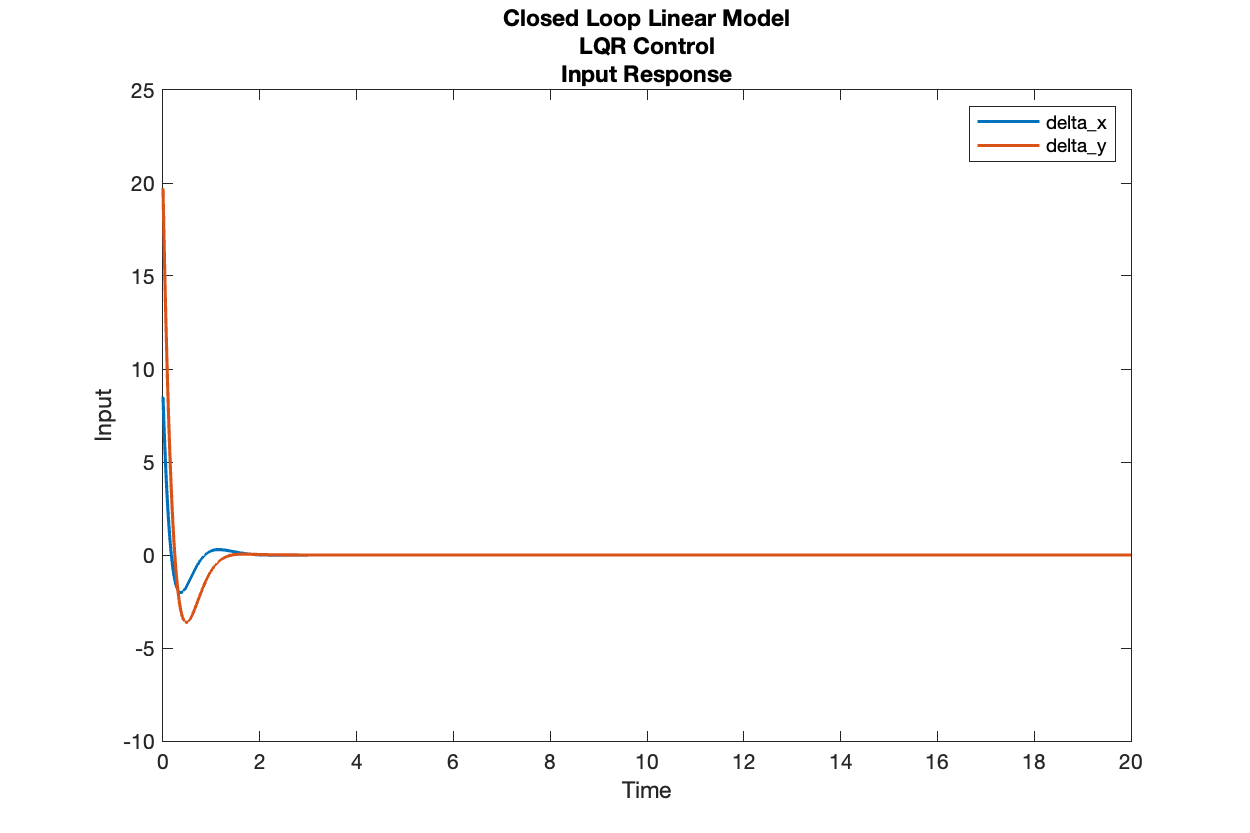 Closed Loop Linear Model
LQR Control
Input Response
25
20
15
10
5
0
-5
-10
Input
delta_x
delta_y
0 2 4 6 8 10 12 14 16 18 20
Time